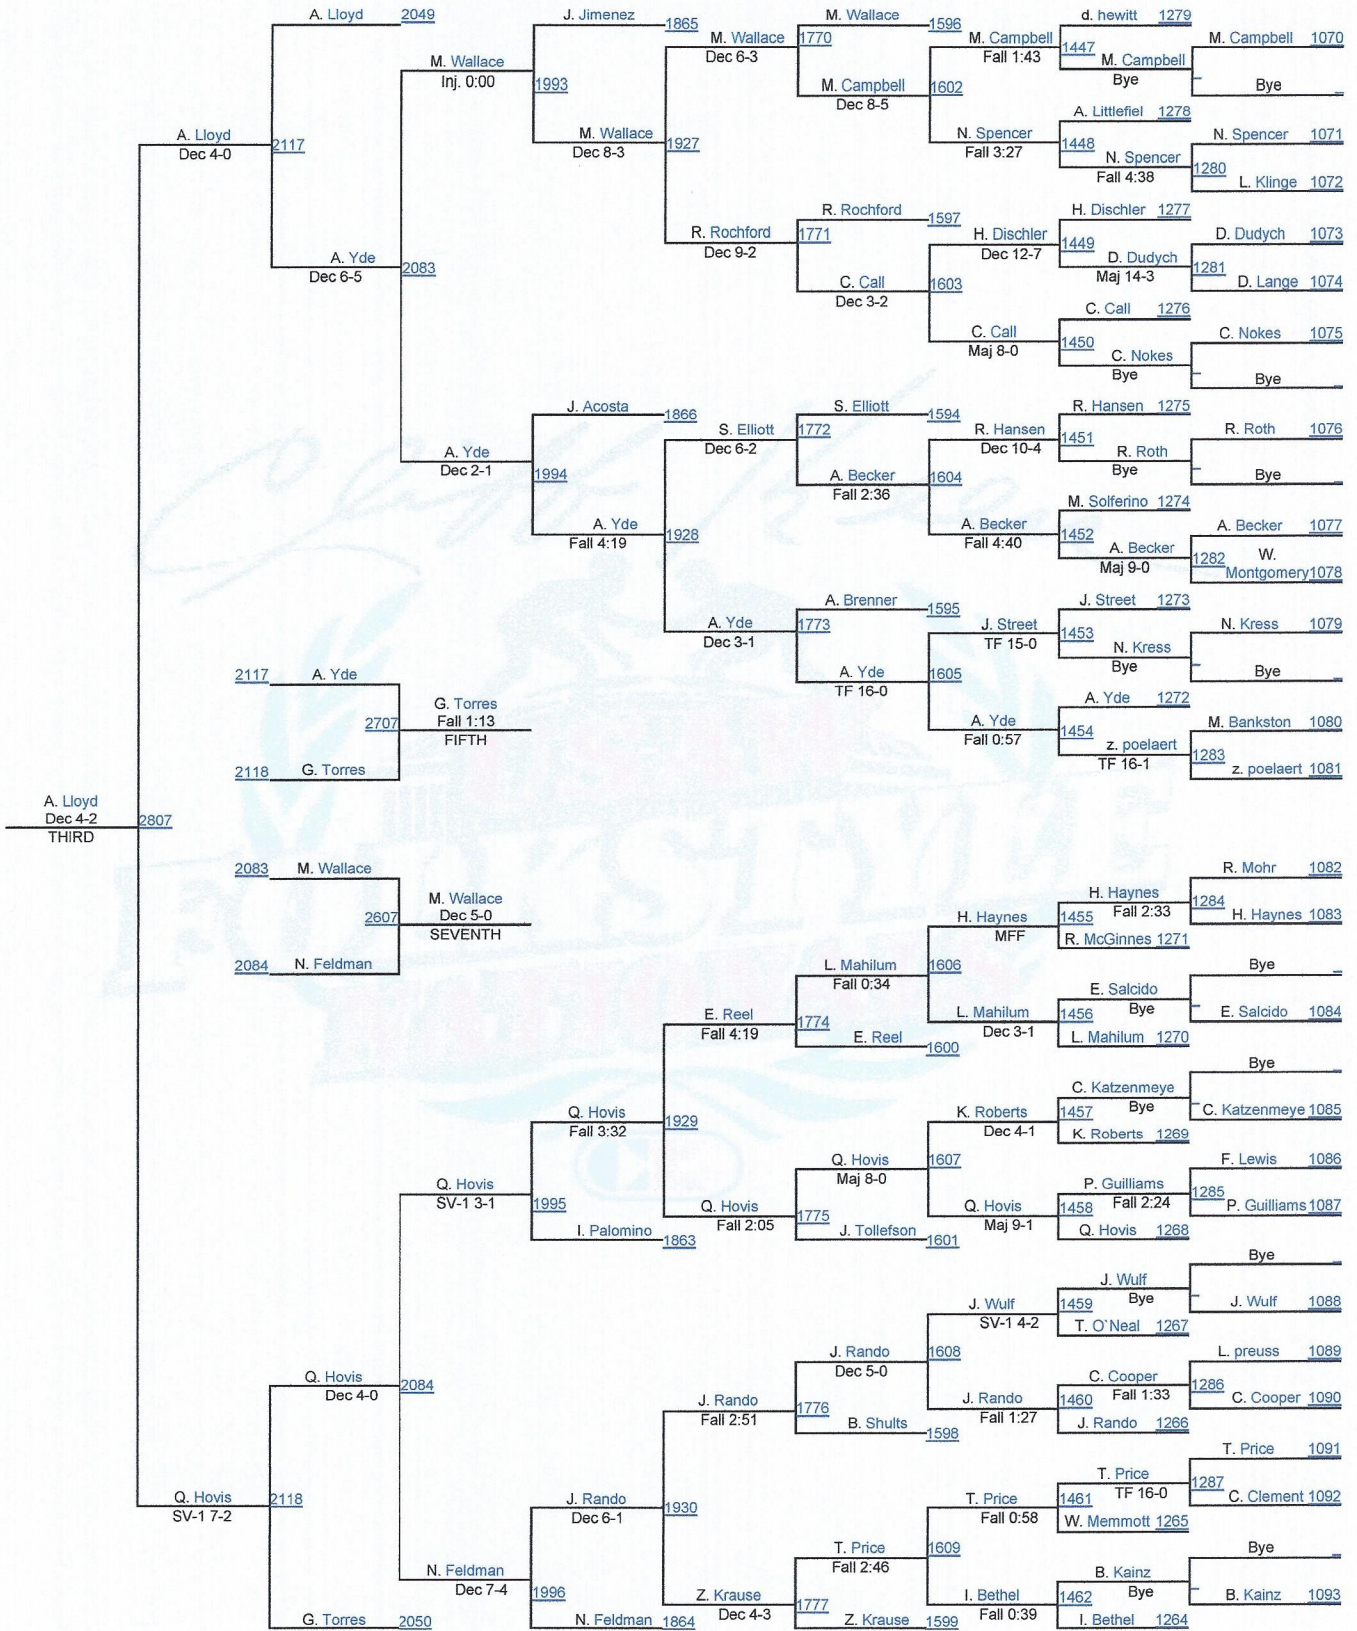 A. Lloyd 2049
J. Jimenez 1865
M. Wallace 1596
d. hewitt 1279
M. Campbell 1070
M. Wallace 1770
Dec 6-3
M. Campbell 1447
Fall 1:43
M. Wallace
Inj. 0:00
M. Campbell
Bye
Bye
1993
M. Campbell 1602
Dec 8-5
A. Littlefiel 1278
A. Lloyd 2117
Dec 4-0
M. Wallace 1927
Dec 8-3
N. Spencer 1448
Fall 3:27
N. Spencer 1071
N. Spencer 1280
Fall 4:38
L. Klinge 1072
R. Rochford 1597
H. Dischler 1277
R. Rochford 1771
Dec 9-2
H. Dischler 1449
Dec 12-7
D. Dudych 1073
A. Yde 2083
Dec 6-5
D. Dudych 1281
Maj 14-3
D. Lange 1074
C. Call 1603
Dec 3-2
C. Call 1276
C. Call 1450
Maj 8-0
C. Nokes 1075
C. Nokes
Bye
Bye
J. Acosta 1866
S. Elliott 1594
R. Hansen 1275
S. Elliott 1772
Dec 6-2
R. Hansen 1451
Dec 10-4
R. Roth 1076
A. Yde
Dec 2-1
R. Roth
Bye
Bye
1994
A. Becker 1604
Fall 2:36
M. Solferino 1274
A. Yde 1928
Fall 4:19
A. Becker 1452
Fall 4:40
A. Becker 1077
A. Becker 1282
Maj 9-0
W.
Montgomery 1078
A. Brenner 1595
J. Street 1273
A. Yde 1773
Dec 3-1
J. Street 1453
TF 15-0
N. Kress 1079
N. Kress
Bye
Bye
2117 A. Yde
A. Yde 1605
TF 16-0
A. Yde 1272
2707
G. Torres
Fall 1:13
FIFTH
A. Yde 1454
Fall 0:57
M. Bankston 1080
z. poelaert 1283
TF 16-1
z. poelaert 1081
2118 G. Torres
A. Lloyd
Dec 4-2
THIRD
2807
2083 M. Wallace
R. Mohr 1082
2607
M. Wallace
Dec 5-0
SEVENTH
H. Haynes 1284
Fall 2:33
H. Haynes 1455
MFF
H. Haynes 1083
R. McGinnes 1271
2084 N. Feldman
L. Mahilum 1606
Fall 0:34
Bye
E. Salcido
Bye
E. Reel 1774
Fall 4:19
L. Mahilum 1456
Dec 3-1
E. Salcido 1084
E. Reel 1600
L. Mahilum 1270
Bye
C. Katzenmeye
Bye
Q. Hovis 1929
Fall 3:32
K. Roberts 1457
Dec 4-1
C. Katzenmeye 1085
K. Roberts 1269
Q. Hovis 1607
Maj 8-0
F. Lewis 1086
Q. Hovis
SV-1 3-1
1995
P. Guilliams 1285
Fall 2:24
Q. Hovis 1775
Fall 2:05
Q. Hovis 1458
Maj 9-1
P. Guilliams 1087
I. Palomino 1863
J. Tollefson 1601
Q. Hovis 1268
Bye
J. Wulf
Bye
J. Wulf 1459
SV-1 4-2
J. Wulf 1088
T. O`Neal 1267
J. Rando 1608
Dec 5-0
L. preuss 1089
Q. Hovis 2084
Dec 4-0
C. Cooper 1286
Fall 1:33
J. Rando 1776
Fall 2:51
J. Rando 1460
Fall 1:27
C. Cooper 1090
B. Shults 1598
J. Rando 1266
T. Price 1091
T. Price 1287
TF 16-0
Q. Hovis 2118
SV-1 7-2
J. Rando 1930
Dec 6-1
T. Price 1461
Fall 0:58
C. Clement 1092
W. Memmott 1265
T. Price 1609
Fall 2:46
Bye
N. Feldman
Dec 7-4
1996
B. Kainz
Bye
Z. Krause 1777
Dec 4-3
I. Bethel 1462
Fall 0:39
B. Kainz 1093
G. Torres 2050
N. Feldman 1864
Z. Krause 1599
I. Bethel 1264